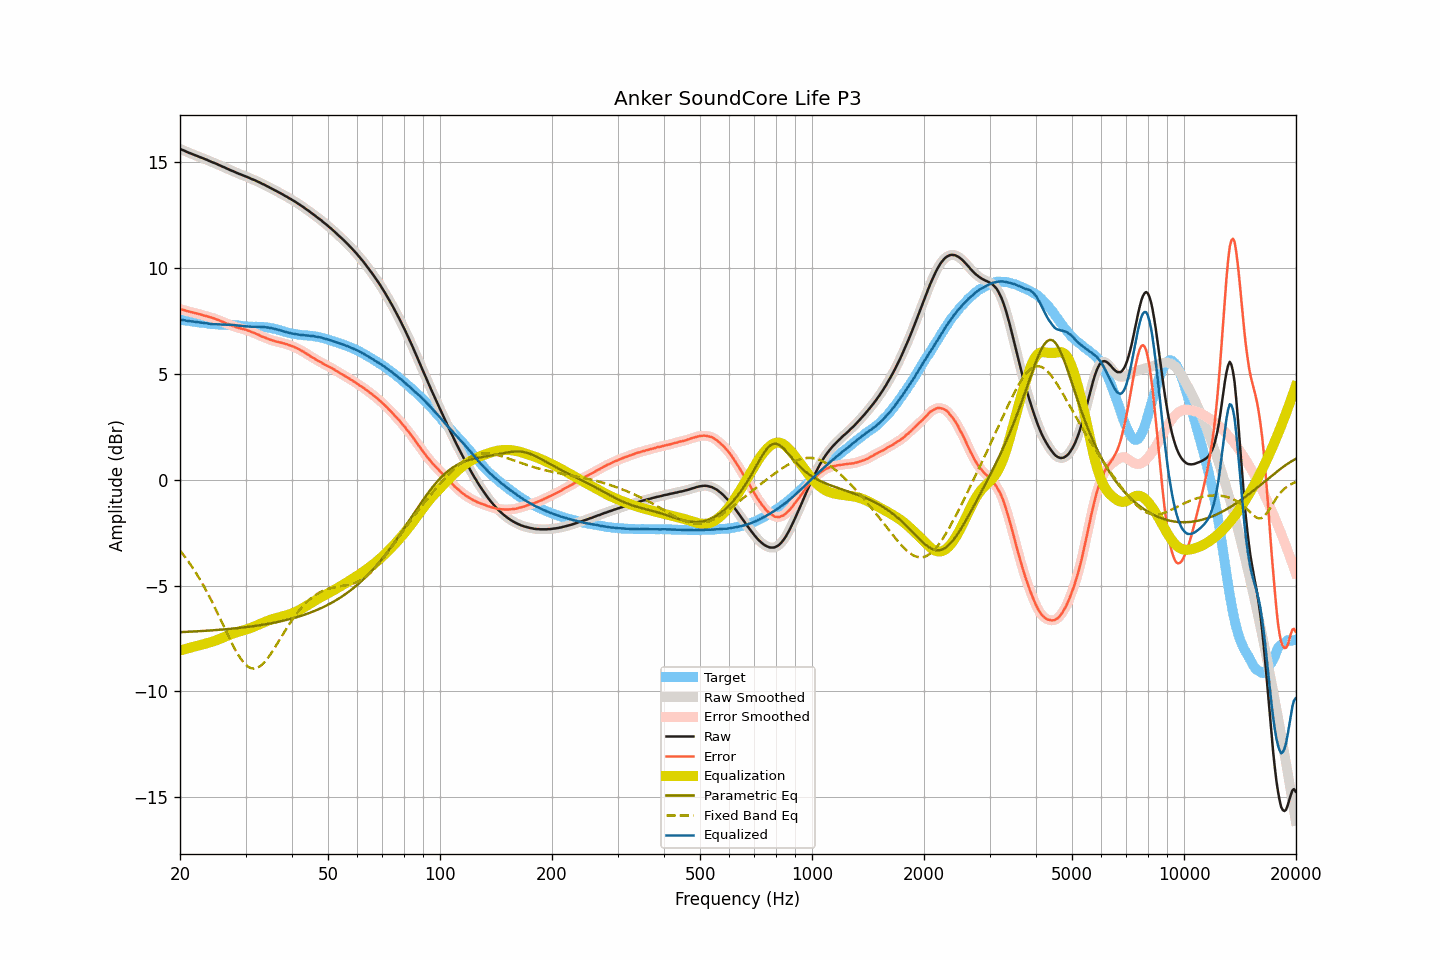 Anker SoundCore Life P3
Amplitude (dBr)
15
10
5
0
−5
−10
−15
Target
Raw Smoothed
Error Smoothed
Raw
Error
Equalization
Parametric Eq
Fixed Band Eq
Equalized
20 50 100 200 500 1000 2000 5000 10000 20000
Frequency (Hz)